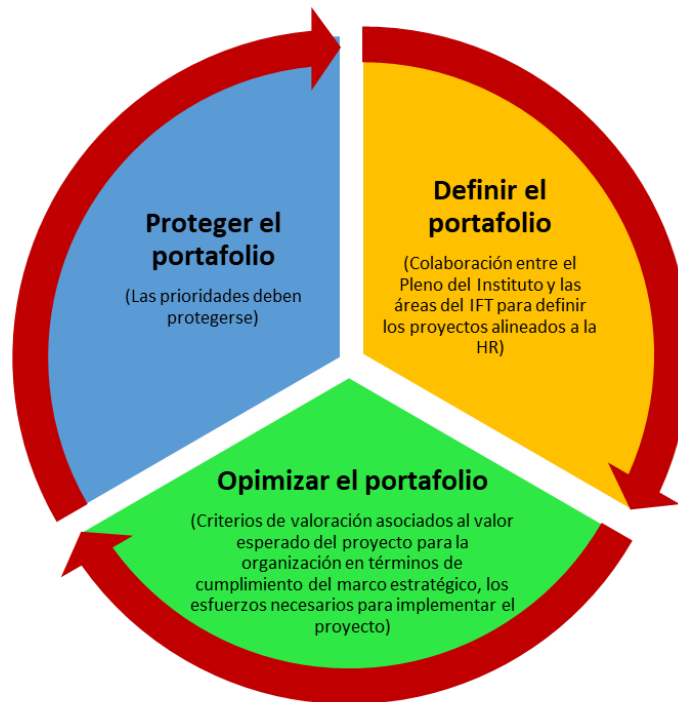 Proteger el
portafolio
(Las prioridades deben
protegerse)
Definir el
portafolio
(Colaboración entre el
Pleno del Instituto y las
áreas del IFT para definir
los proyectos alineados a la
HR)
Opimizar el portafolio
(Criterios de valoración asociados al valor
esperado del proyecto para la
organización en términos de
cumplimiento del marco estratégico, los
esfuerzos necesarios para implementar el
proyecto)